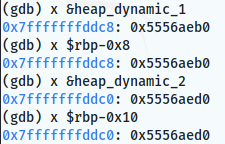 (gdb) x &heap_dynamic_1
0x7fffffffddc8: 0x5556aeb0
(gdb) x $rbp-0x8
0x7fffffffddc8: 0x5556aeb0
(gdb) x &heap_dynamic_2
0x7fffffffddc0: 0x5556aed0
(gdb) x $rbp-0x10
0x7fffffffddc0: 0x5556aed0